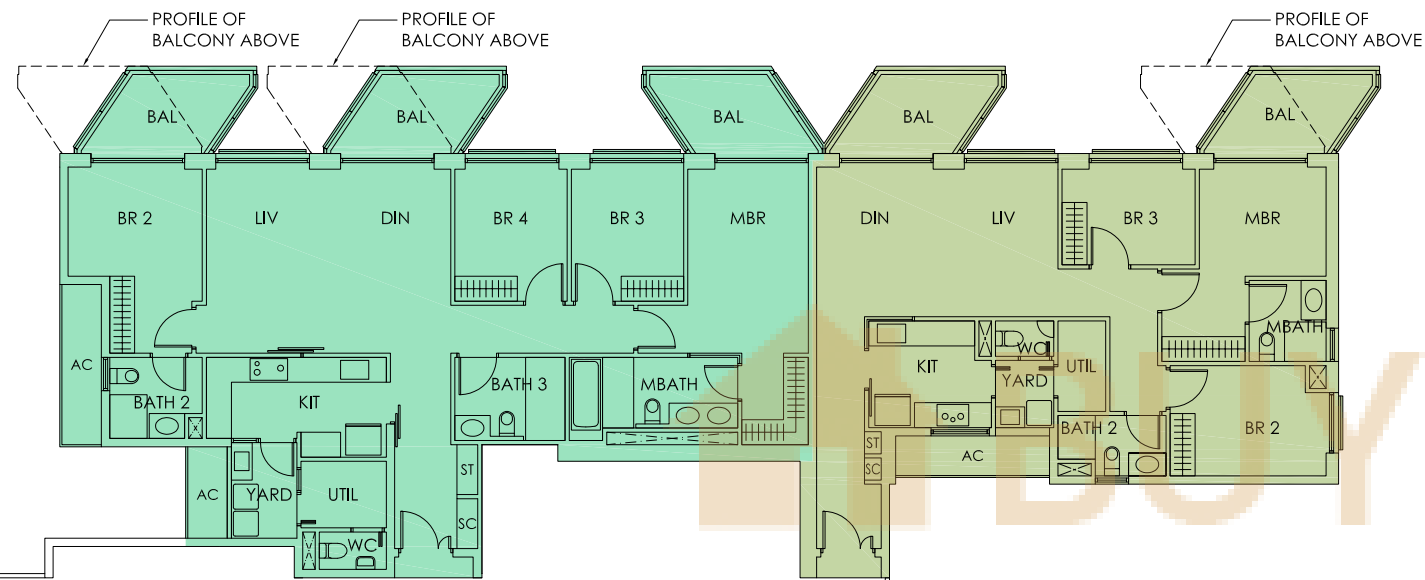 PROFILE OF
BALCONY ABOVE
PROFILE OF
BALCONY ABOVE
PROFILE OF
BALCONY ABOVE
BAL
BAL
BAL
BAL
BAL
BR 2
LIV
DIN
BR 4
BR 3
MBR
DIN
LIV
BR 3
MBR
AC
BATH 2
KIT
BATH 3
MBATH
KIT
WC
YARD
UTIL
MBATH
BATH 2
BR 2
ST
SC
AC
AC
YARD
UTIL
WC
ST
SC
BUY